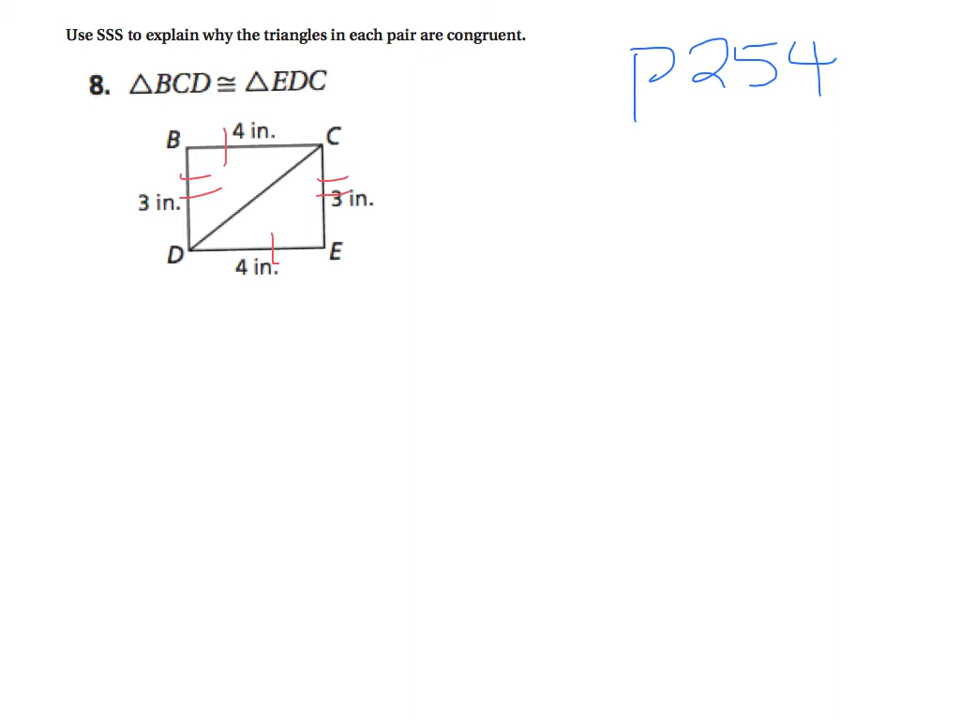 Use SSS to explain why the triangles in each pair are congruent.
P254
8. △BCD ≅ △EDC
B 4 in. C
3 in. 3 in.
D 4 in. E